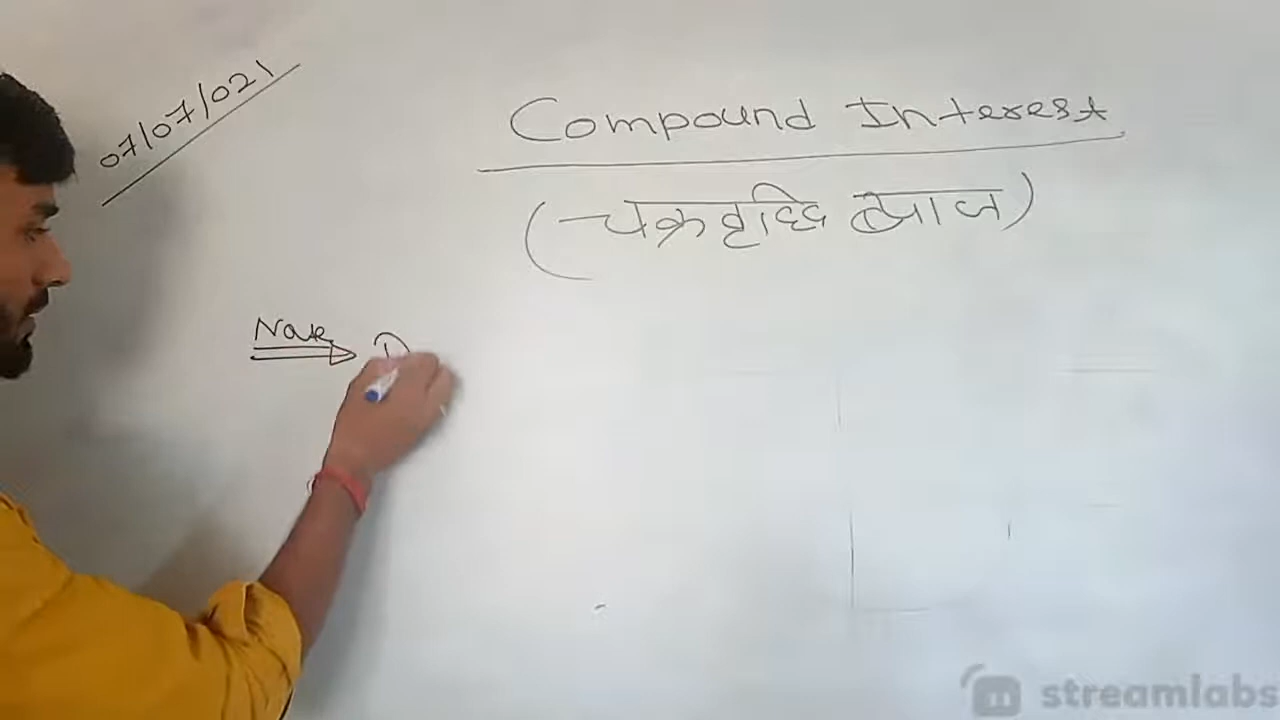 07/07/021
Compound Interest
(चक्रवृद्धि ब्याज)
Note
streamlabs